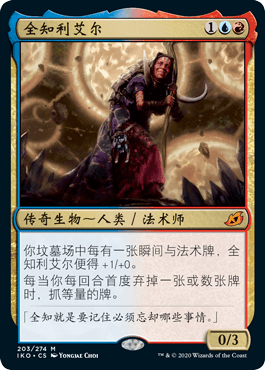 全知利艾尔 1
传奇生物～人类／法术师
你坟墓场中每有一张瞬间与法术牌，全
知利艾尔便得 +1/+0。
每当你在每回合首度弃掉一张或数张牌
时，抓等量的牌。
「全知就是要记住必须忘却哪些事情。」
0/3
203/274 M
IKO • CS YONGJAE CHOI
™ & © 2020 Wizards of the Coast